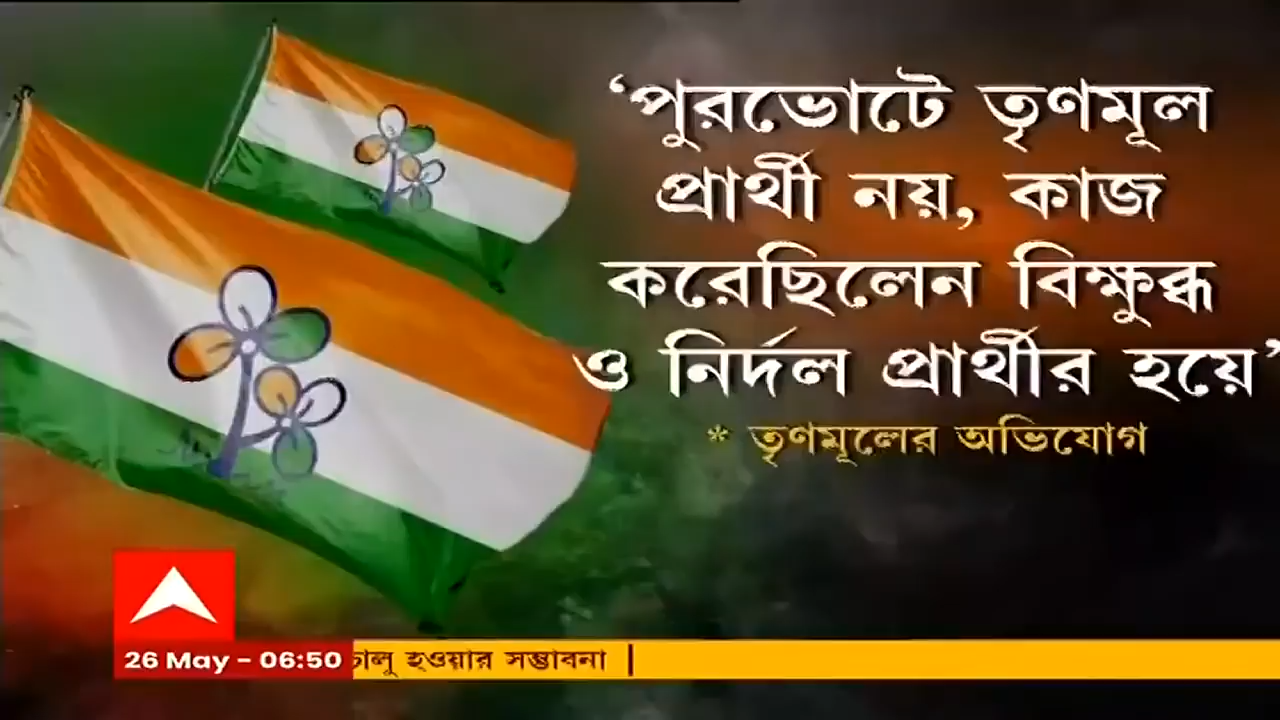 ‘পুরভোটে তৃণমূল
প্রার্থী নয়, কাজ
করেছিলেন বিক্ষুব্ধ
ও নির্দল প্রার্থীর হয়ে’
* তৃণমূলের অভিযোগ
26 May - 06:50 চালু হওয়ার সম্ভাবনা |